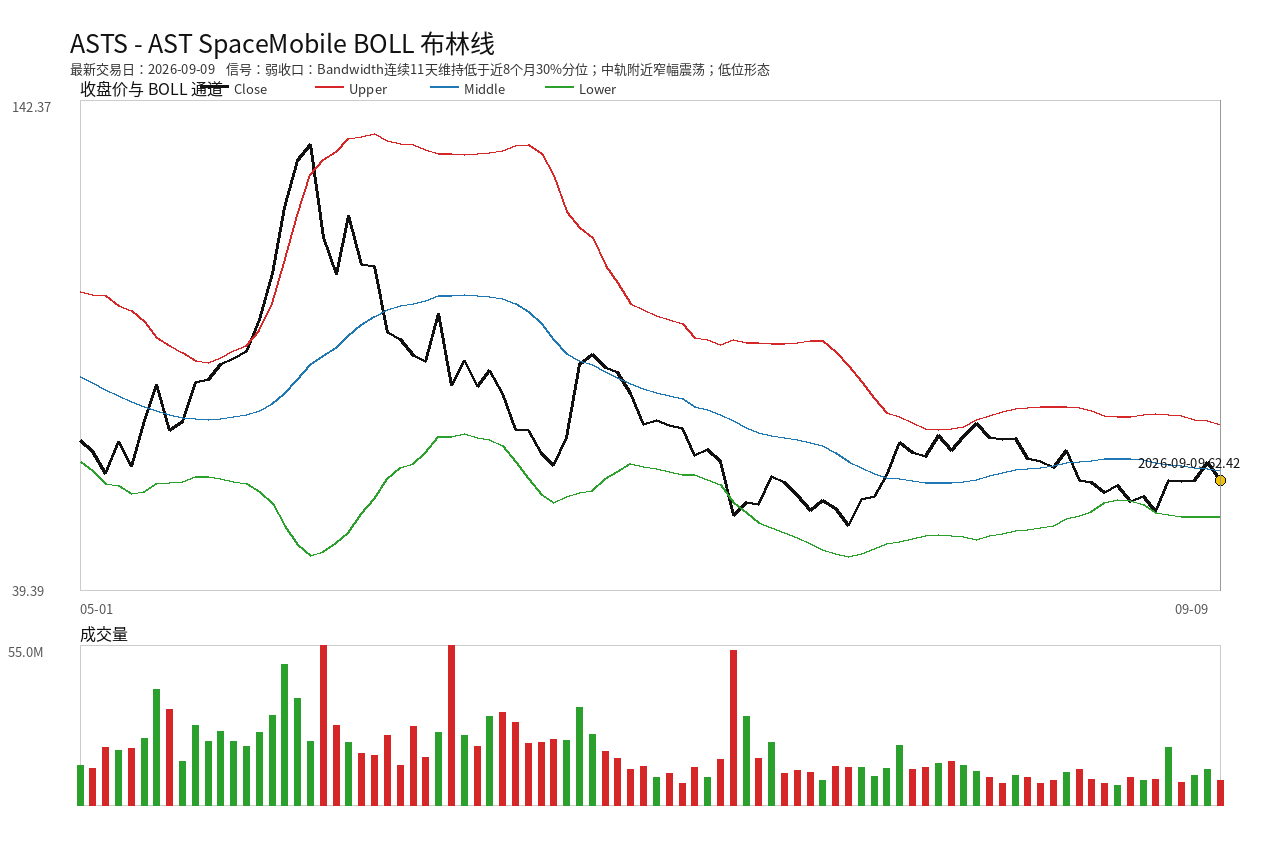 ASTS - AST SpaceMobile BOLL 布林线
最新交易日：2026-09-09 信号：弱收口：Bandwidth连续11天维持低于近8个月30%分位；中轨附近窄幅震荡；低位形态
收盘价与 BOLL 通道 Close Upper Middle Lower
142.37
2026-09-09 62.42
39.39
05-01 09-09
成交量
55.0M